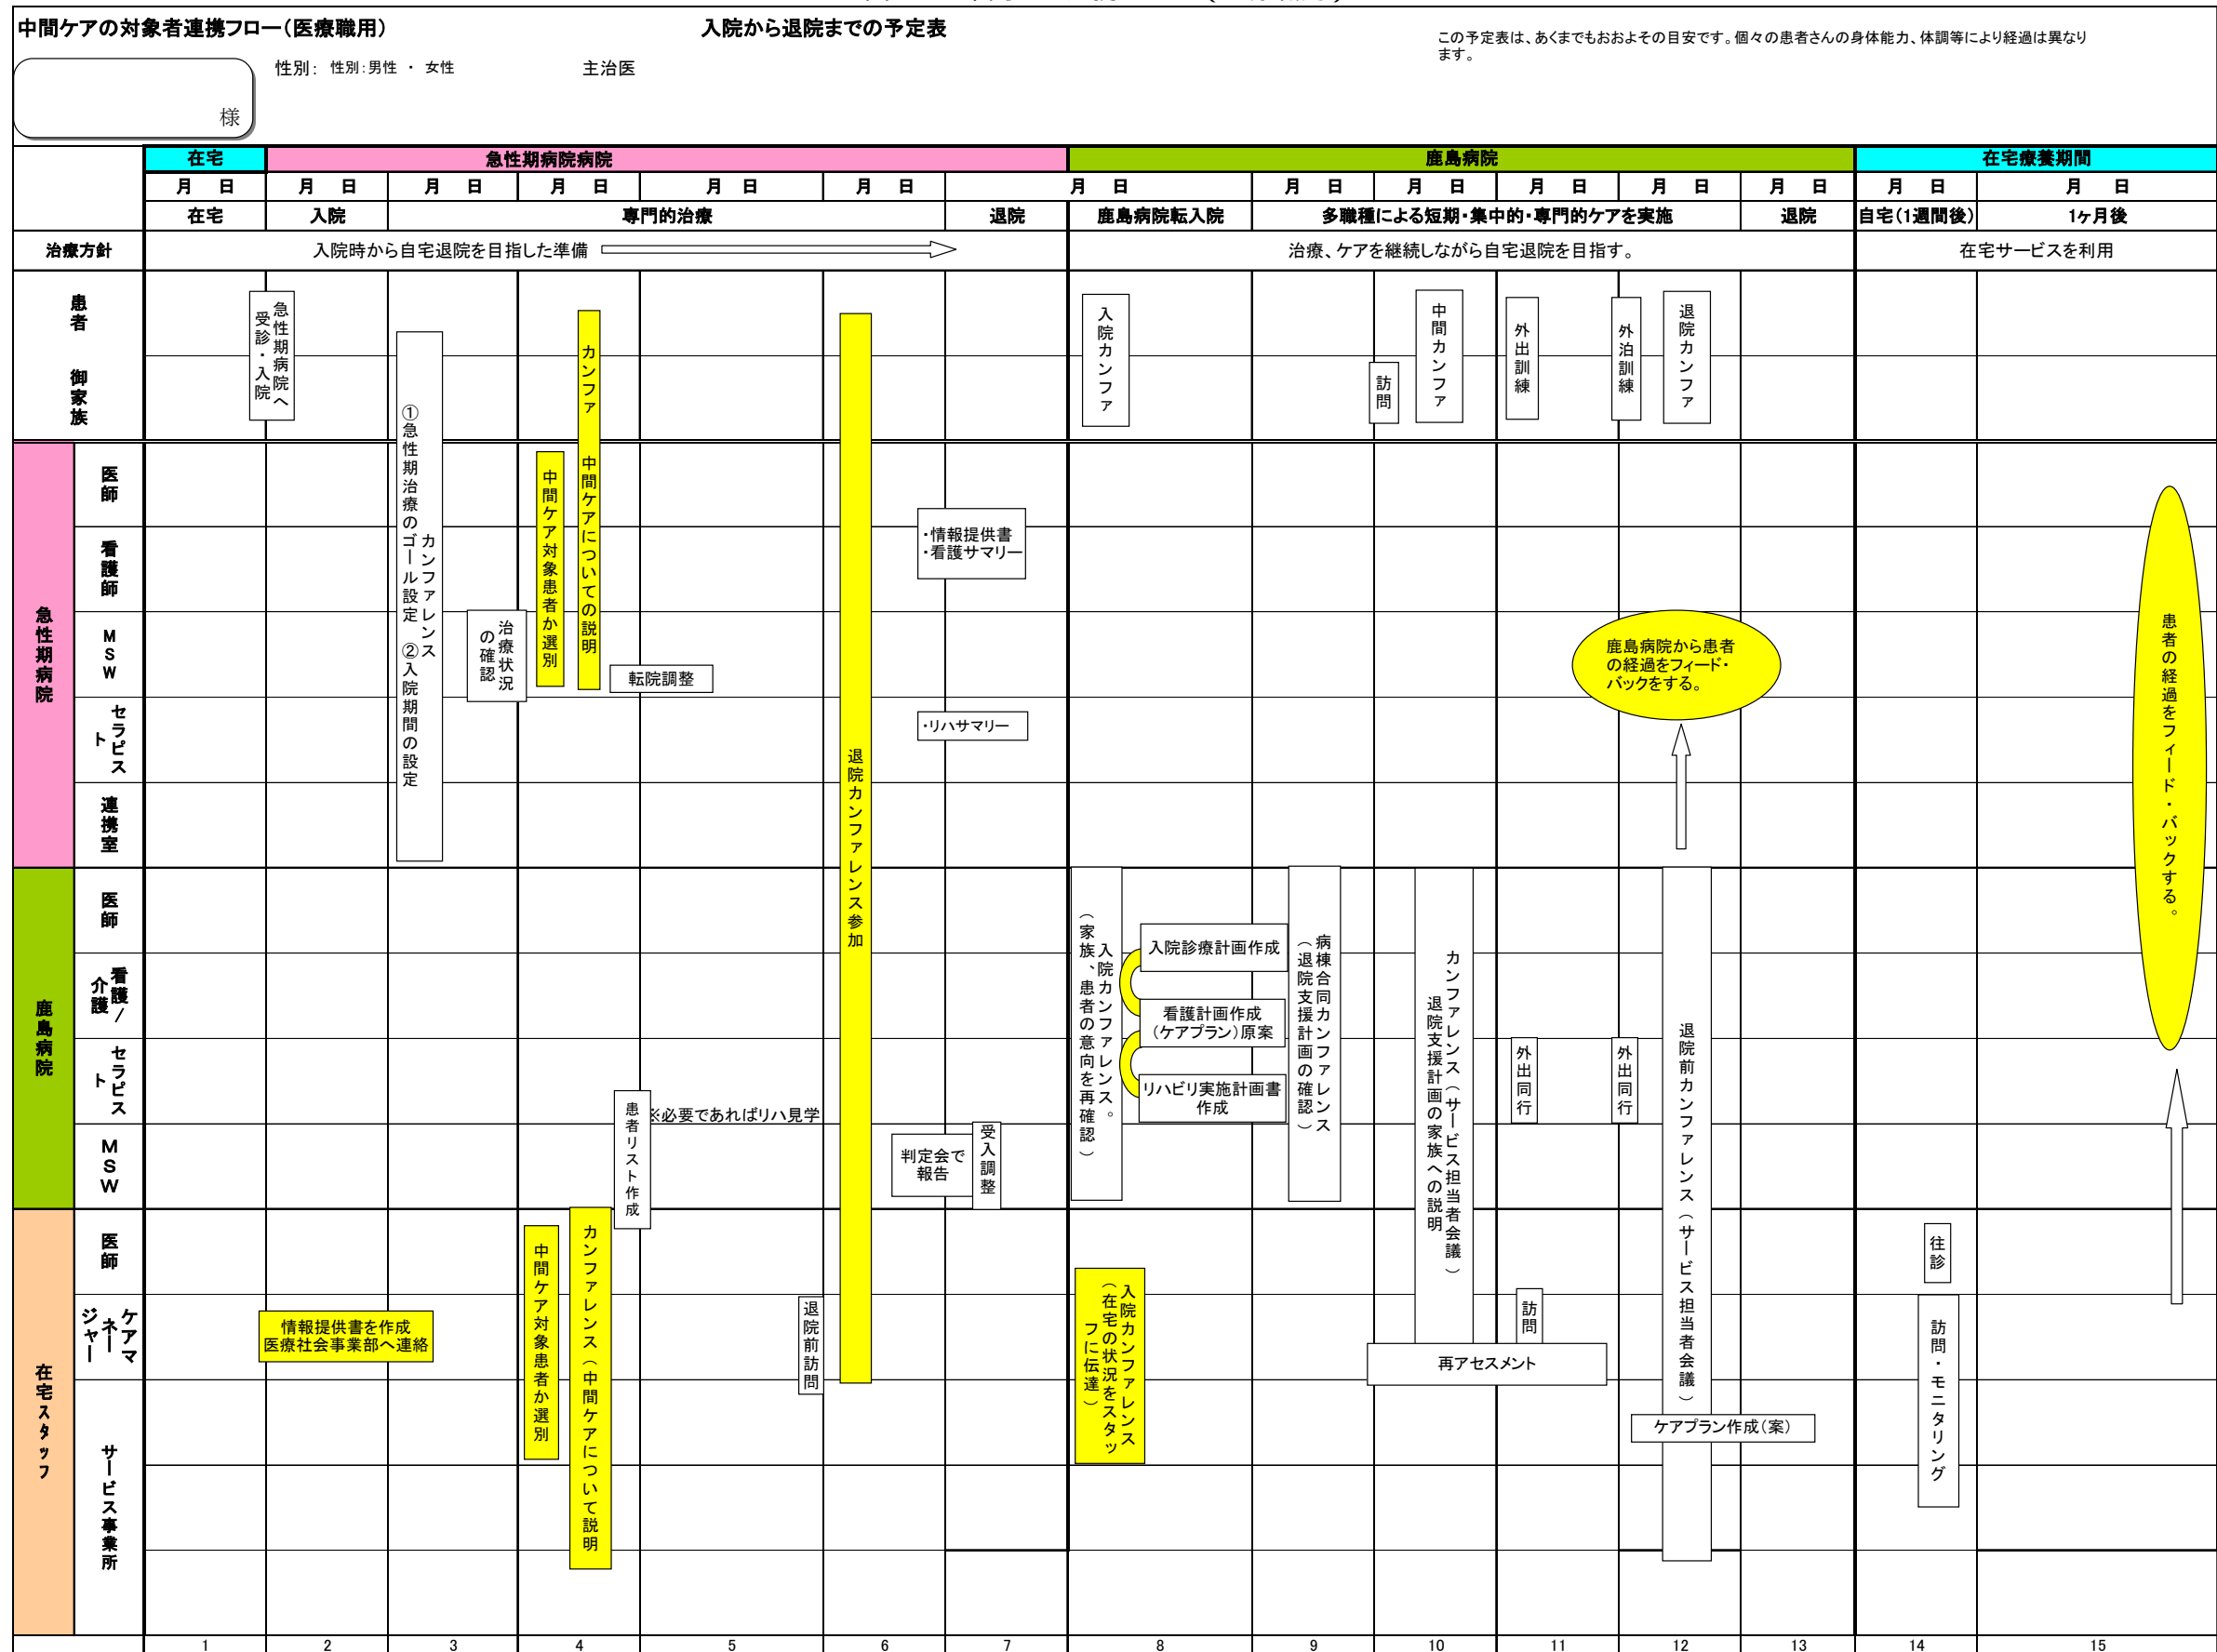 中間ケアの対象者連携フロー(医療職用)
入院から退院までの予定表
この予定表は、あくまでもおおよその目安です。個々の患者さんの身体能力、体調等により経過は異なり
ます。
性別: 性別:男性 ・ 女性
主治医
様
在宅
急性期病院病院
鹿島病院
在宅療養期間
月 日
月 日
月 日
月 日
月 日
月 日
月 日
月 日
月 日
月 日
月 日
月 日
月 日
月 日
在宅
入院
専門的治療
退院
鹿島病院転入院
多職種による短期・集中的・専門的ケアを実施
退院
自宅(1週間後)
1ヶ月後
治療方針
入院時から自宅退院を目指した準備
治療、ケアを継続しながら自宅退院を目指す。
在宅サービスを利用
患者 御家族
急性期病院へ
受診・入院
カンファレンス
①急性期治療のゴール設定 ②入院期間の設定
カンファ 中間ケアについての説明
退院カンファレンス参加
入院カンファ
訪問
中間カンファ
外出訓練
外泊訓練
退院カンファ
急性期病院
医師
看護師
MSW
セラピス
ト
連携室
治療状況
の確認
中間ケア対象患者か選別
転院調整
・情報提供書
・看護サマリー
・リハサマリー
鹿島病院から患者
の経過をフィード・
バックをする。
患者の経過をフィード・バックする。
鹿島病院
医師
看護/
介護
セラピス
ト
MSW
患者リスト作成
※必要であればリハ見学
判定会で
報告
受入調整
入院カンファレンス。
(家族、患者の意向を再確認)
入院診療計画作成
看護計画作成
(ケアプラン)原案
リハビリ実施計画書
作成
病棟合同カンファレンス
(退院支援計画の確認)
カンファレンス(サービス担当者会議)
退院支援計画の家族への説明
外出同行
外出同行
退院前カンファレンス(サービス担当者会議)
在宅スタッフ
医師
ケアマ
ネー
ジャー
サービス事業所
情報提供書を作成
医療社会事業部へ連絡
中間ケア対象患者か選別
カンファレンス(中間ケアについて説明
退院前訪問
入院カンファレンス
(在宅の状況をスタッ
フに伝達)
訪問
再アセスメント
ケアプラン作成(案)
往診
訪問・モニタリング
1
2
3
4
5
6
7
8
9
10
11
12
13
14
15